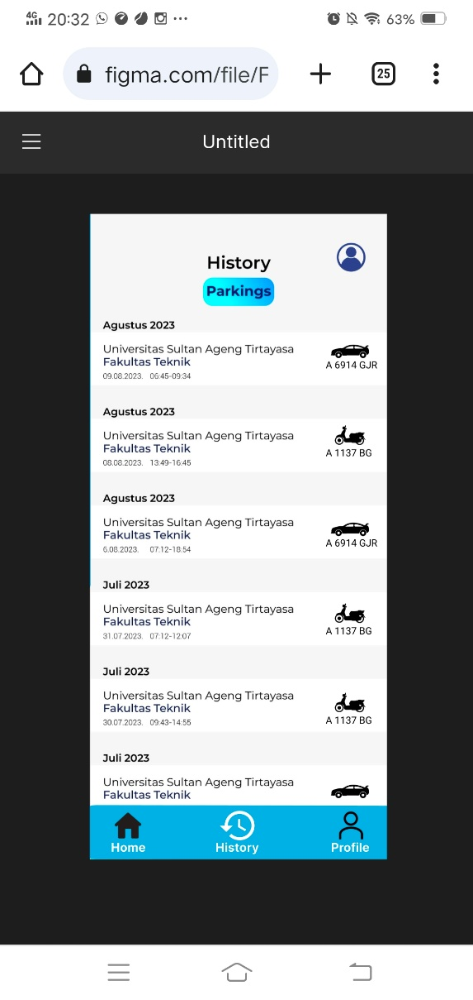 4G 20:32 63%
figma.com/file/F 25
Untitled
History
Parkings
Agustus 2023
Universitas Sultan Ageng Tirtayasa
Fakultas Teknik
A 6914 GJR
09.08.2023. 06:45-09:34
Agustus 2023
Universitas Sultan Ageng Tirtayasa
Fakultas Teknik
A 1137 BG
08.08.2023. 13:49-16:45
Agustus 2023
Universitas Sultan Ageng Tirtayasa
Fakultas Teknik
A 6914 GJR
6.08.2023. 07:12-18:54
Juli 2023
Universitas Sultan Ageng Tirtayasa
Fakultas Teknik
A 1137 BG
31.07.2023. 07:12-12:07
Juli 2023
Universitas Sultan Ageng Tirtayasa
Fakultas Teknik
A 1137 BG
30.07.2023. 09:43-14:55
Juli 2023
Universitas Sultan Ageng Tirtayasa
Fakultas Teknik
Home History Profile